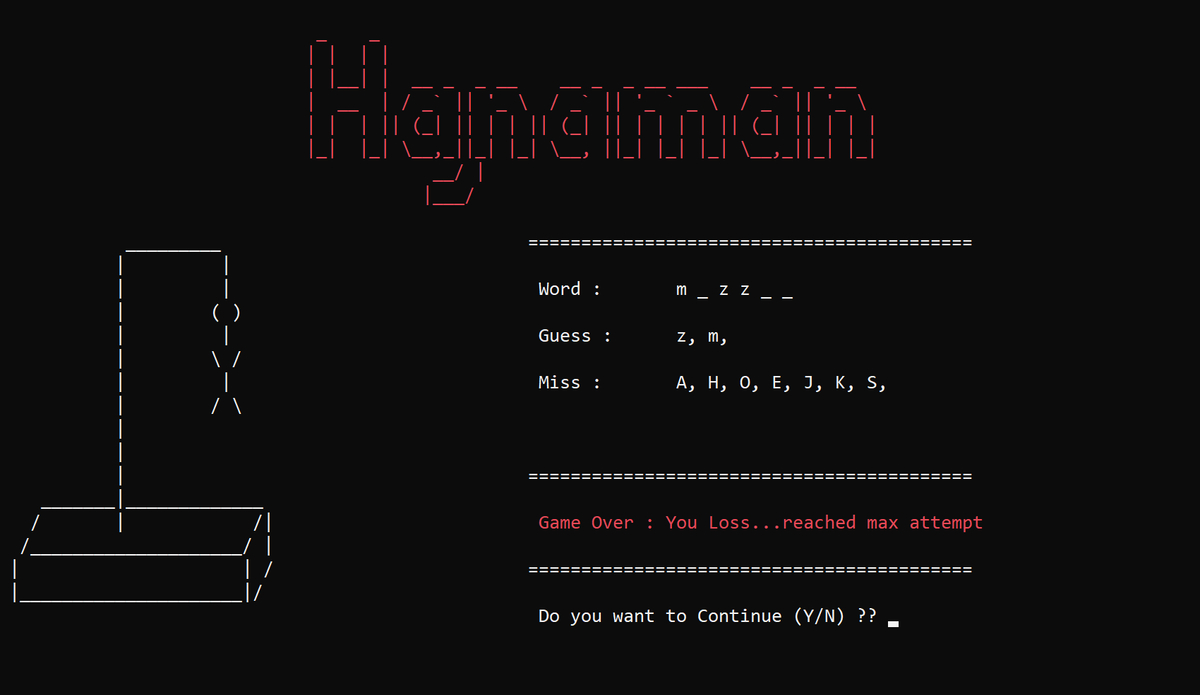 Hangman
========================================
Word : m _ z z _ _
Guess : z, m,
Miss : A, H, O, E, J, K, S,
========================================
Game Over : You Loss...reached max attempt
========================================
Do you want to Continue (Y/N) ??